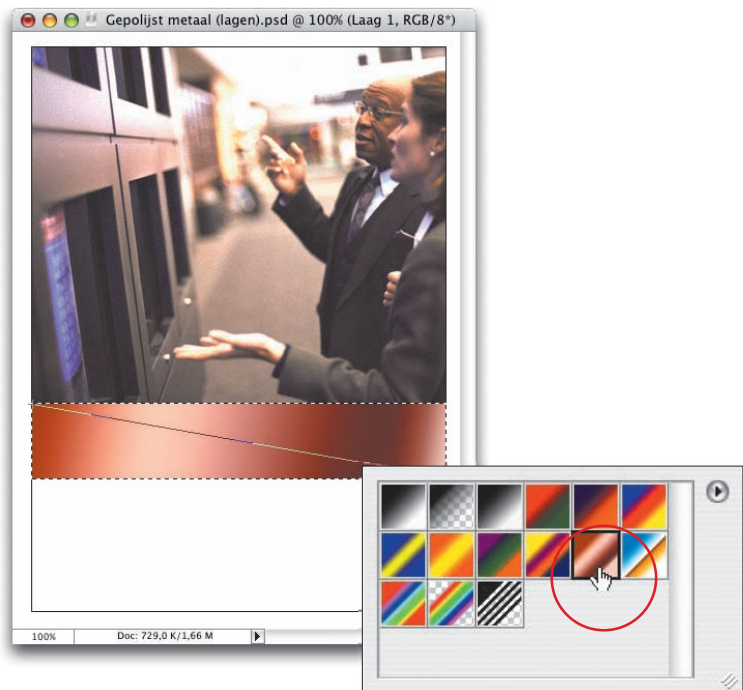 Gepolijst metaal (lagen).psd @ 100% (Laag 1, RGB/8*)
100% Doc: 729,0 K/1,66 M